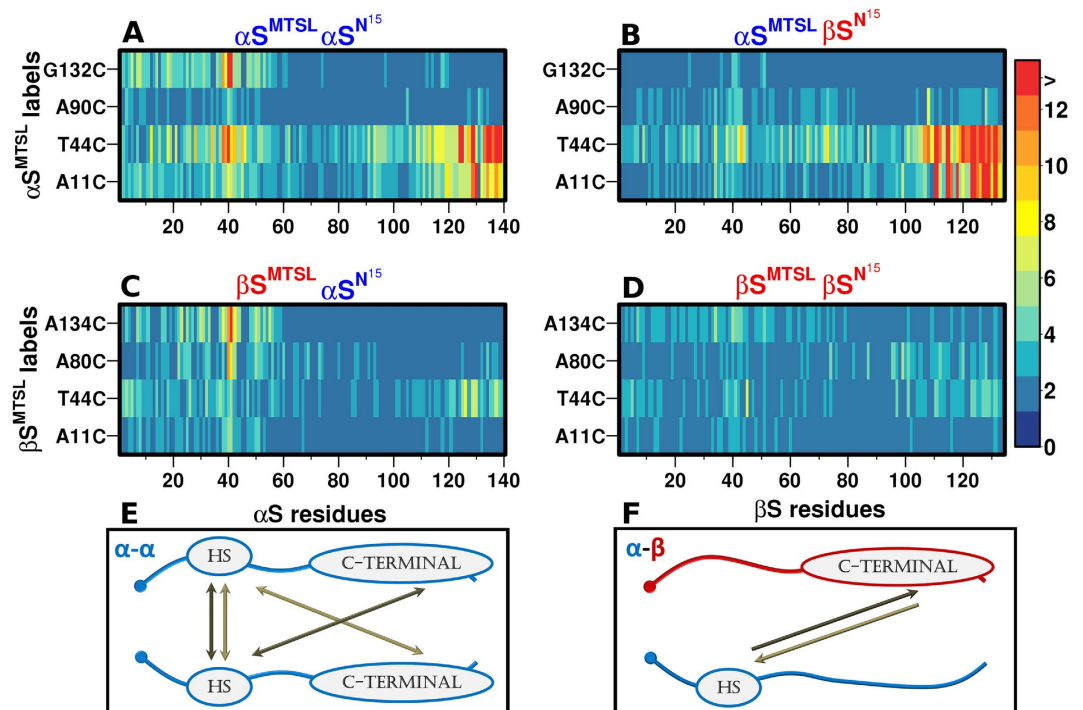 A αS^MTSL αS^N^15
B αS^MTSL βS^N^15
αS^MTSL labels
G132C
A90C
T44C
A11C
20 40 60 80 100 120 140
G132C
A90C
T44C
A11C
20 40 60 80 100 120
>
12
10
8
6
4
2
0
C βS^MTSL αS^N^15
D βS^MTSL βS^N^15
βS^MTSL labels
A134C
A80C
T44C
A11C
20 40 60 80 100 120 140
A134C
A80C
T44C
A11C
20 40 60 80 100 120
αS residues
βS residues
E
α-α
HS
C-TERMINAL
HS
C-TERMINAL
F
α-β
C-TERMINAL
HS